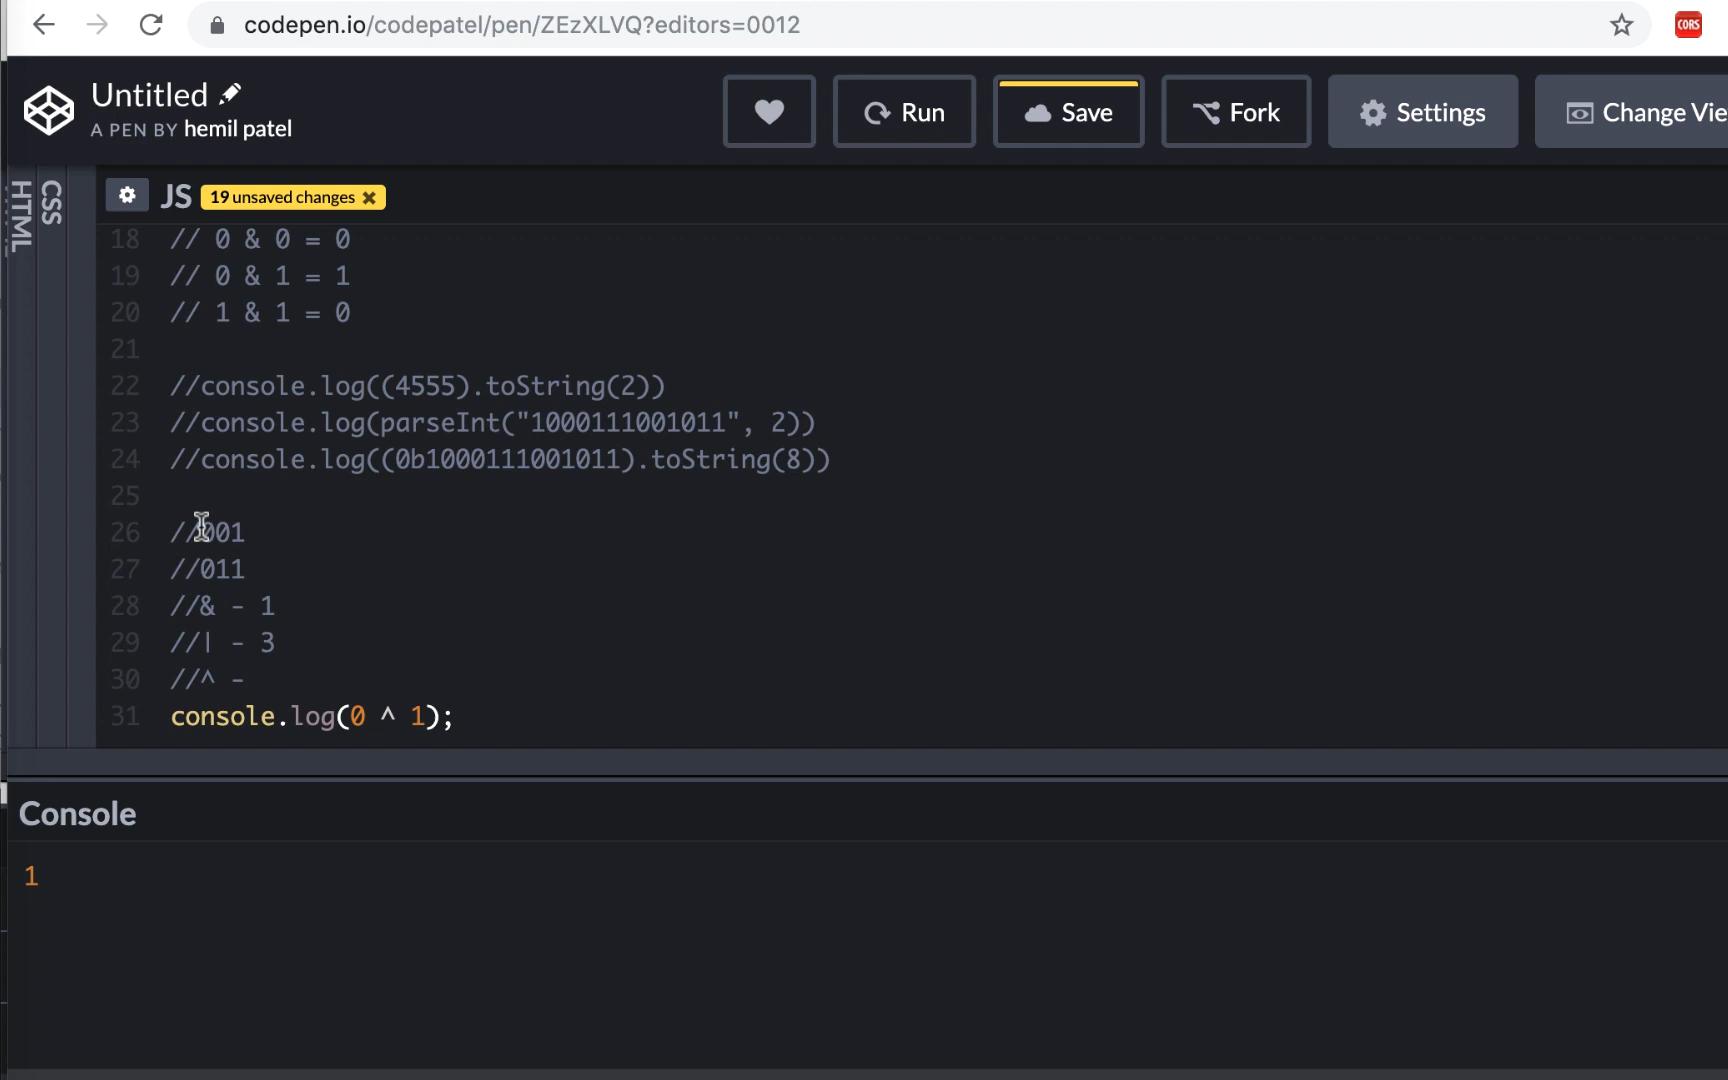 codepen.io/codepatel/pen/ZEzXLVQ?editors=0012
CORS
Untitled
A PEN BY hemil patel
Run
Save
Fork
Settings
Change Vie
HTML
CSS
JS
19 unsaved changes
18 // 0 & 0 = 0
19 // 0 & 1 = 1
20 // 1 & 1 = 0
21
22 //console.log((4555).toString(2))
23 //console.log(parseInt("1000111001011", 2))
24 //console.log((0b1000111001011).toString(8))
25
26 //001
27 //011
28 //& - 1
29 //| - 3
30 //^ -
31 console.log(0 ^ 1);
Console
1